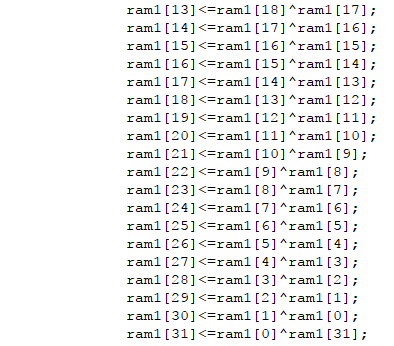 ram1[13]<=ram1[18]^ram1[17];
ram1[14]<=ram1[17]^ram1[16];
ram1[15]<=ram1[16]^ram1[15];
ram1[16]<=ram1[15]^ram1[14];
ram1[17]<=ram1[14]^ram1[13];
ram1[18]<=ram1[13]^ram1[12];
ram1[19]<=ram1[12]^ram1[11];
ram1[20]<=ram1[11]^ram1[10];
ram1[21]<=ram1[10]^ram1[9];
ram1[22]<=ram1[9]^ram1[8];
ram1[23]<=ram1[8]^ram1[7];
ram1[24]<=ram1[7]^ram1[6];
ram1[25]<=ram1[6]^ram1[5];
ram1[26]<=ram1[5]^ram1[4];
ram1[27]<=ram1[4]^ram1[3];
ram1[28]<=ram1[3]^ram1[2];
ram1[29]<=ram1[2]^ram1[1];
ram1[30]<=ram1[1]^ram1[0];
ram1[31]<=ram1[0]^ram1[31];